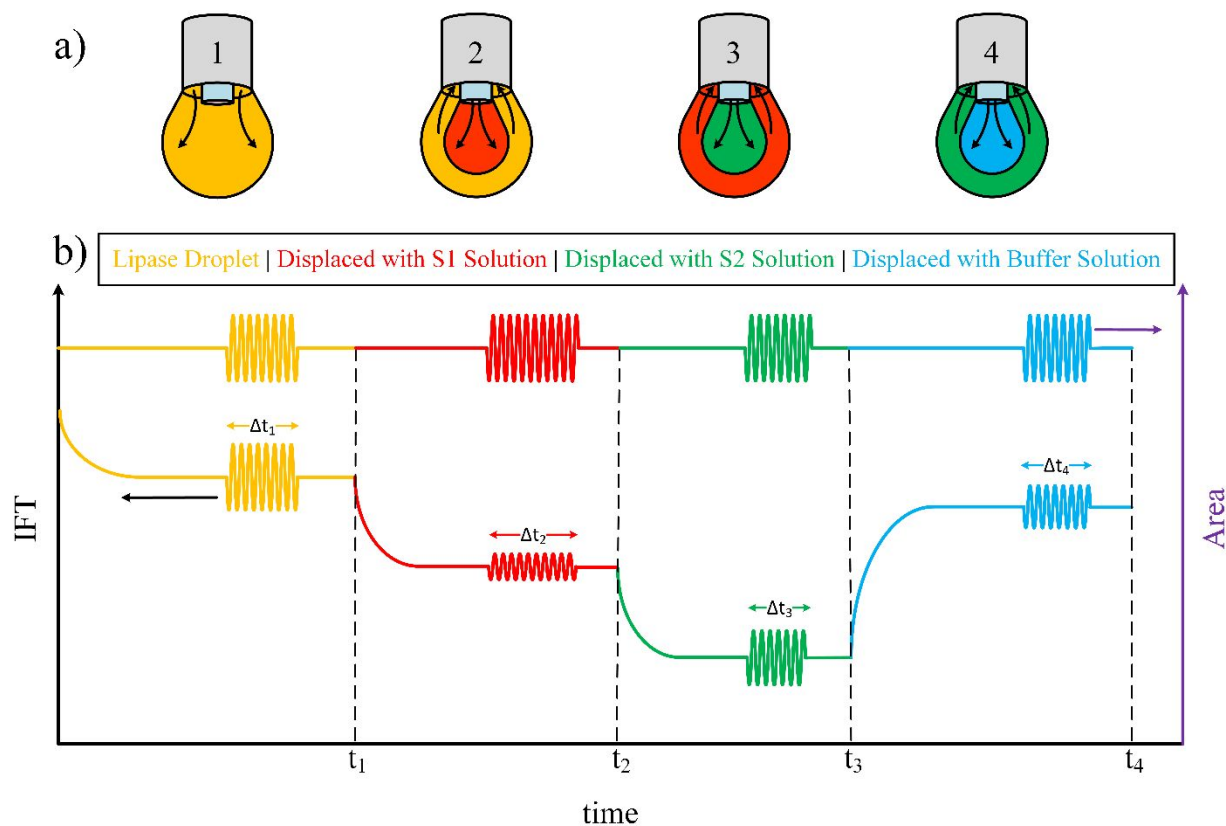 a)
1
2
3
4
b)
Lipase Droplet | Displaced with S1 Solution | Displaced with S2 Solution | Displaced with Buffer Solution
Δt₁
Δt₂
Δt₃
Δt₄
IFT
Area
t₁
t₂
t₃
t₄
time